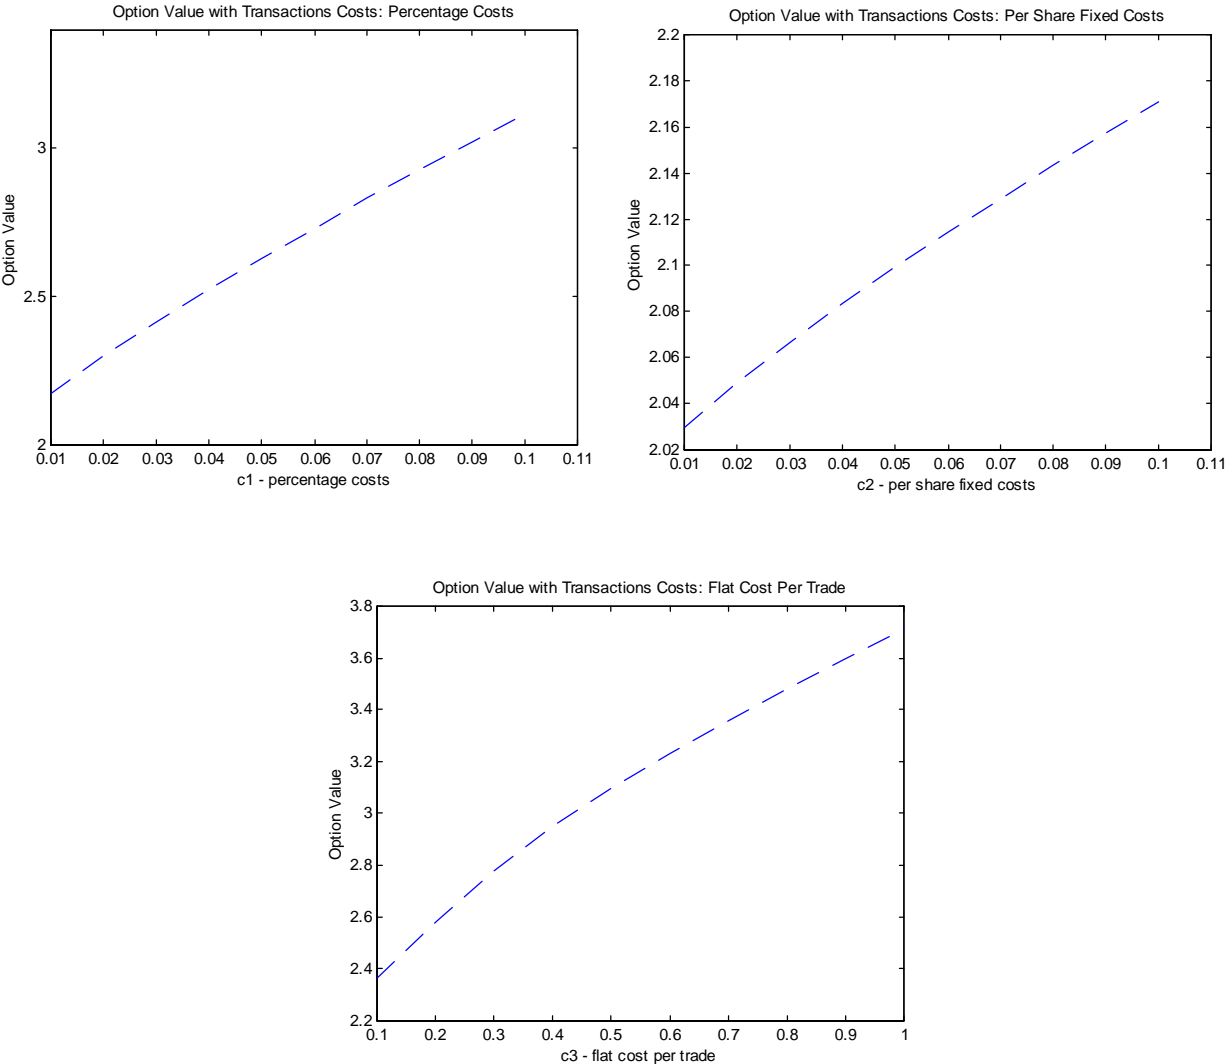 Option Value with Transactions Costs: Percentage Costs
3
2.5
2
Option Value
0.01 0.02 0.03 0.04 0.05 0.06 0.07 0.08 0.09 0.1 0.11
c1 - percentage costs
Option Value with Transactions Costs: Per Share Fixed Costs
2.2
2.18
2.16
2.14
2.12
2.1
2.08
2.06
2.04
2.02
Option Value
0.01 0.02 0.03 0.04 0.05 0.06 0.07 0.08 0.09 0.1 0.11
c2 - per share fixed costs
Option Value with Transactions Costs: Flat Cost Per Trade
3.8
3.6
3.4
3.2
3
2.8
2.6
2.4
2.2
Option Value
0.1 0.2 0.3 0.4 0.5 0.6 0.7 0.8 0.9 1
c3 - flat cost per trade